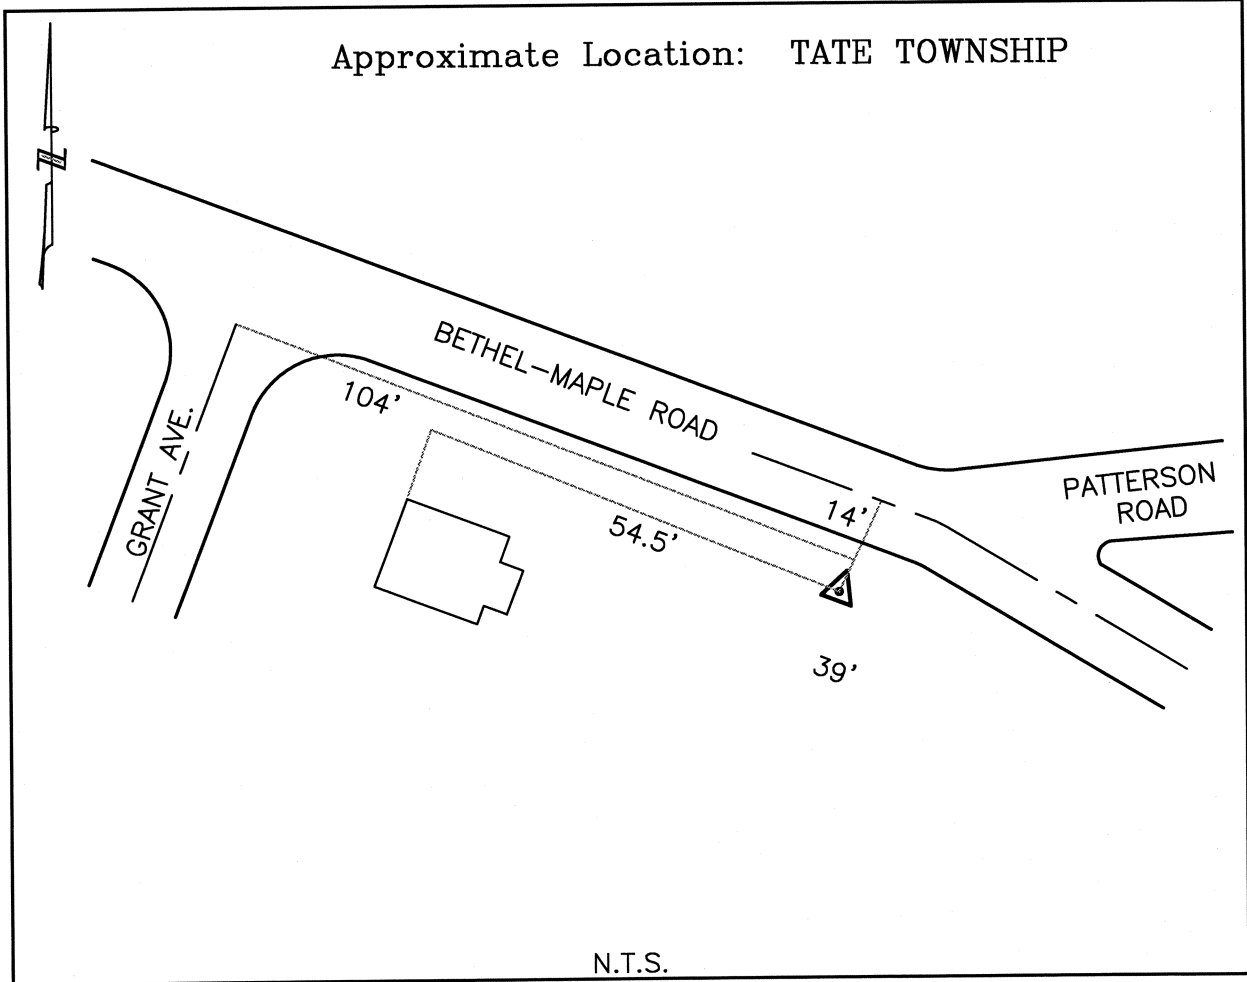 Approximate Location: TATE TOWNSHIP
N
BETHEL-MAPLE ROAD
104'
GRANT AVE.
PATTERSON
ROAD
14'
54.5'
39'
N.T.S.